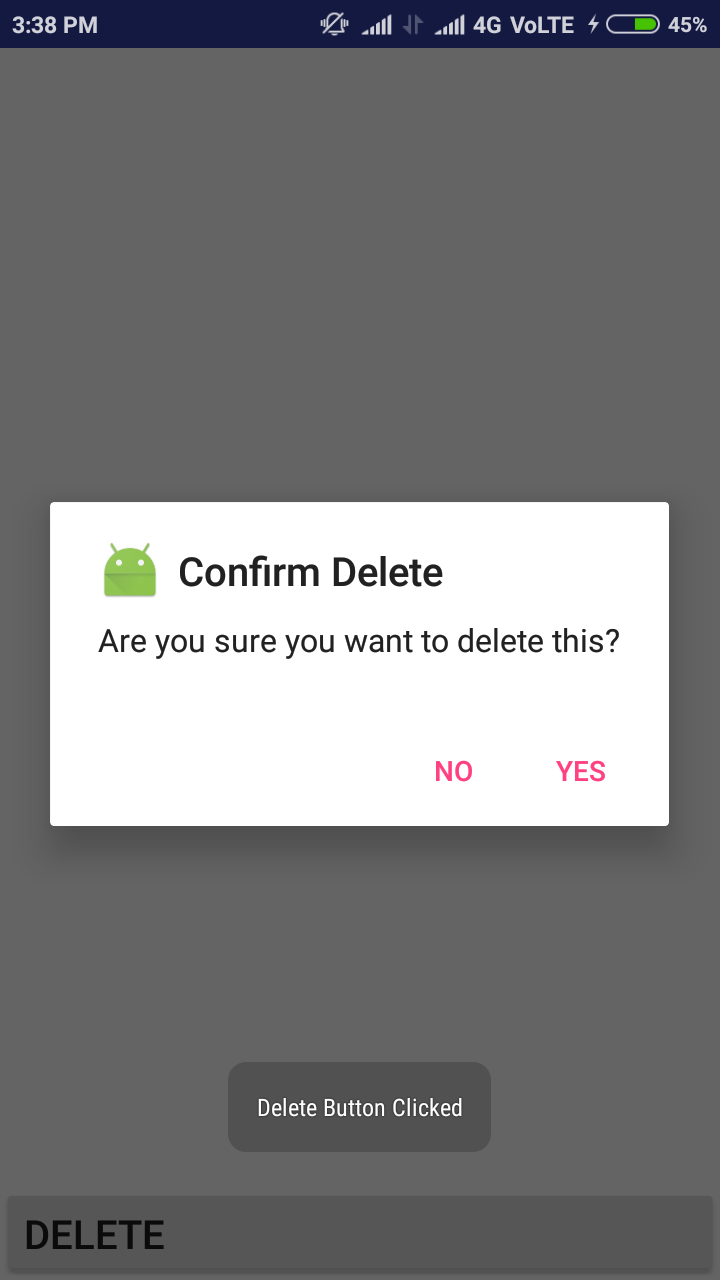 3:38 PM 4G VoLTE 45%
Confirm Delete
Are you sure you want to delete this?
NO YES
Delete Button Clicked
DELETE